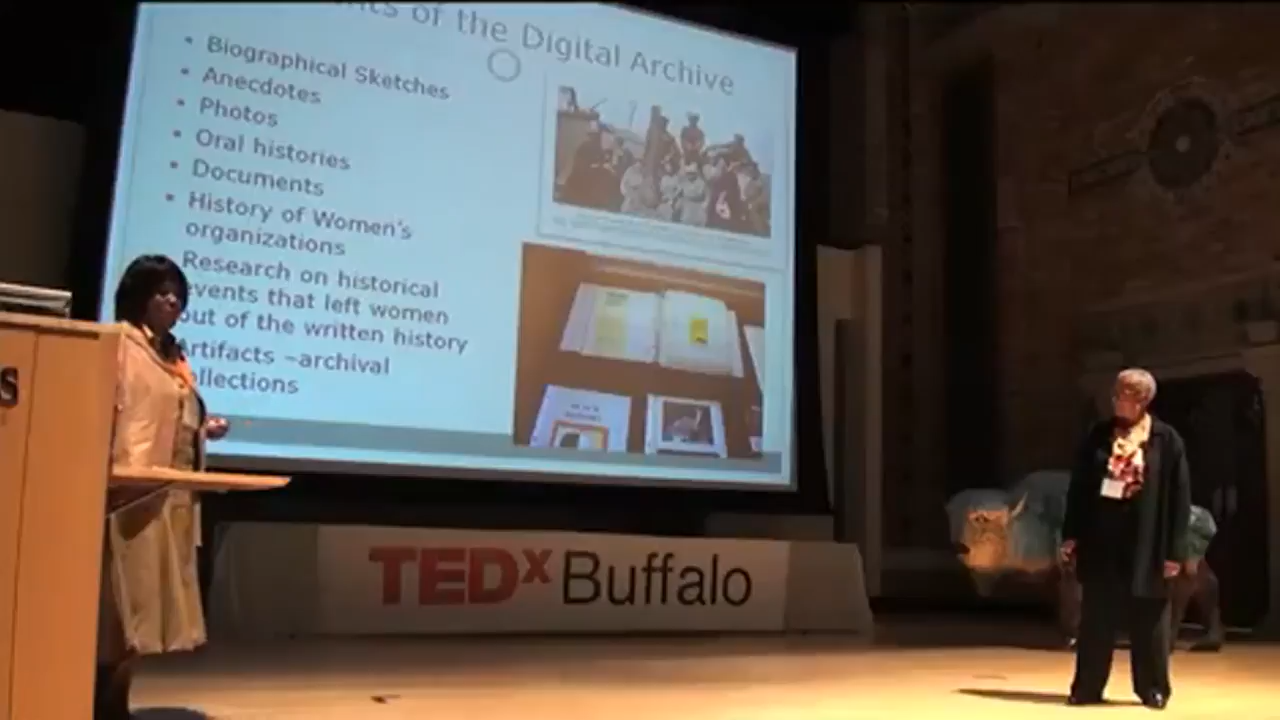 of the Digital Archive
• Biographical Sketches
• Anecdotes
• Photos
• Oral histories
• Documents
• History of Women's
organizations
Research on historical
events that left women
out of the written history
Artifacts –archival
llections
S
TEDx Buffalo